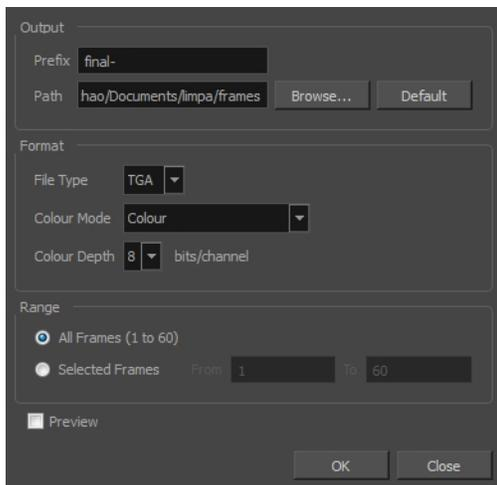 Output
Prefix final-
Path hao/Documents/limpa/frames Browse... Default
Format
File Type TGA
Colour Mode Colour
Colour Depth 8 bits/channel
Range
All Frames (1 to 60)
Selected Frames From 1 To 60
Preview
OK Close